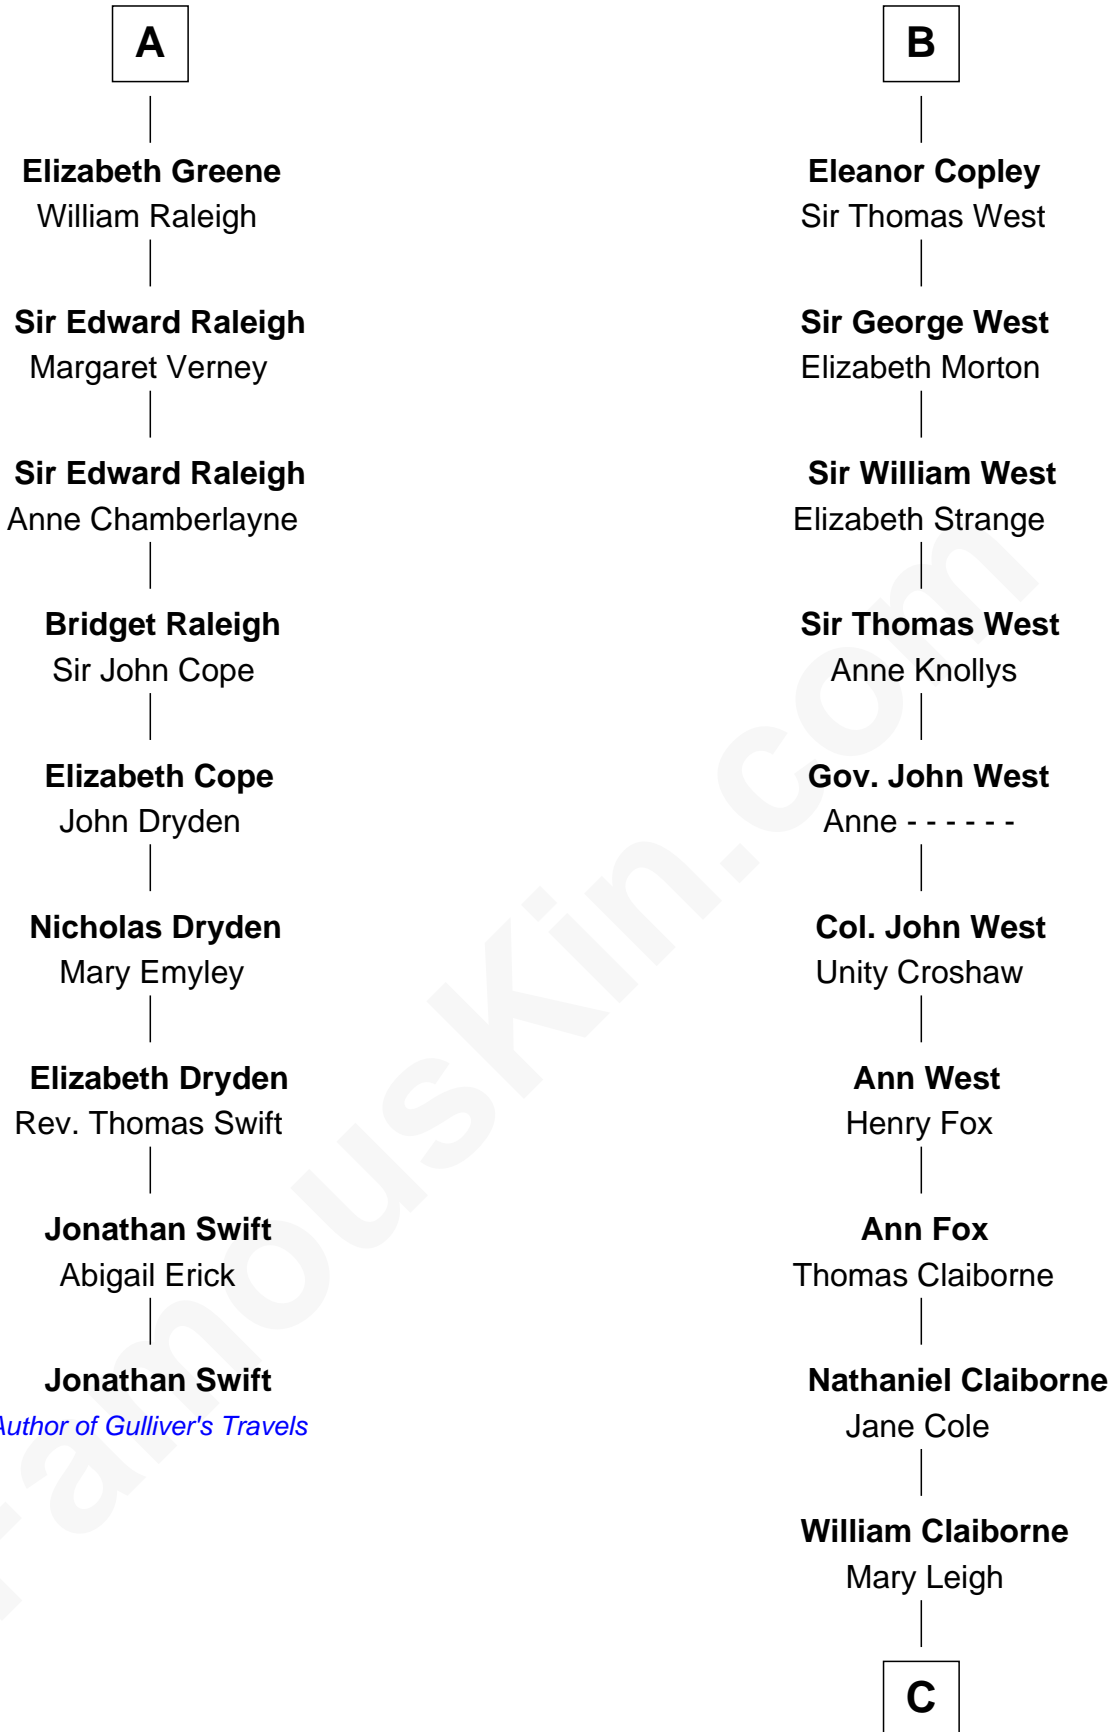 A
Elizabeth Greene
William Raleigh
Sir Edward Raleigh
Margaret Verney
Sir Edward Raleigh
Anne Chamberlayne
Bridget Raleigh
Sir John Cope
Elizabeth Cope
John Dryden
Nicholas Dryden
Mary Emyley
Elizabeth Dryden
Rev. Thomas Swift
Jonathan Swift
Abigail Erick
Jonathan Swift
Author of Gulliver's Travels
B
Eleanor Copley
Sir Thomas West
Sir George West
Elizabeth Morton
Sir William West
Elizabeth Strange
Sir Thomas West
Anne Knollys
Gov. John West
Anne - - - - - -
Col. John West
Unity Croshaw
Ann West
Henry Fox
Ann Fox
Thomas Claiborne
Nathaniel Claiborne
Jane Cole
William Claiborne
Mary Leigh
C
FamousKin.com